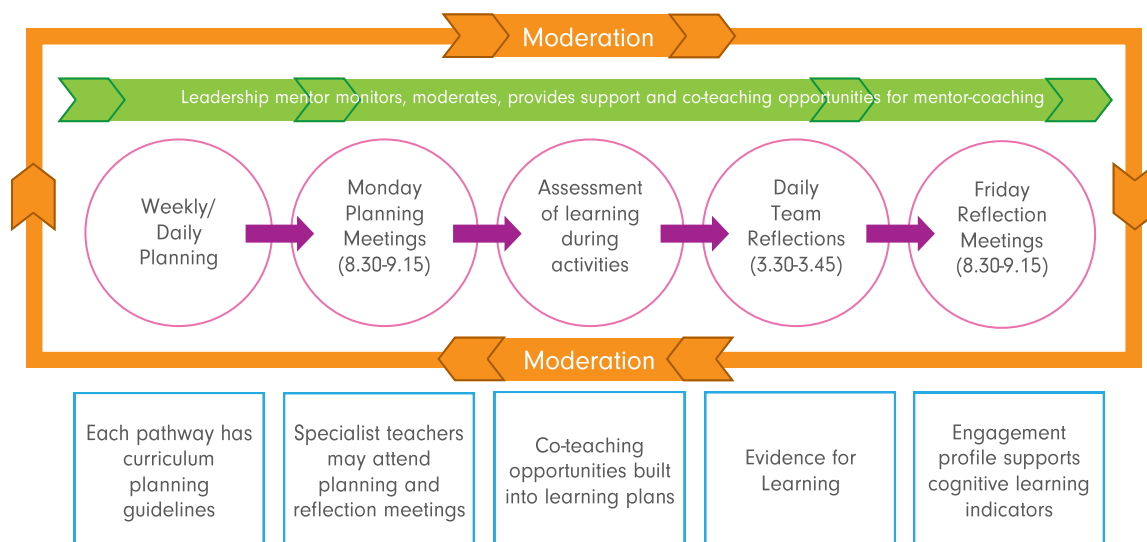 Moderation
Leadership mentor monitors, moderates, provides support and co-teaching opportunities for mentor-coaching
Weekly/
Daily
Planning
Monday
Planning
Meetings
(8.30-9.15)
Assessment
of learning
during
activities
Daily
Team
Reflections
(3.30-3.45)
Friday
Reflection
Meetings
(8.30-9.15)
Moderation
Each pathway has
curriculum
planning
guidelines
Specialist teachers
may attend
planning and
reflection meetings
Co-teaching
opportunities built
into learning plans
Evidence for
Learning
Engagement
profile supports
cognitive learning
indicators